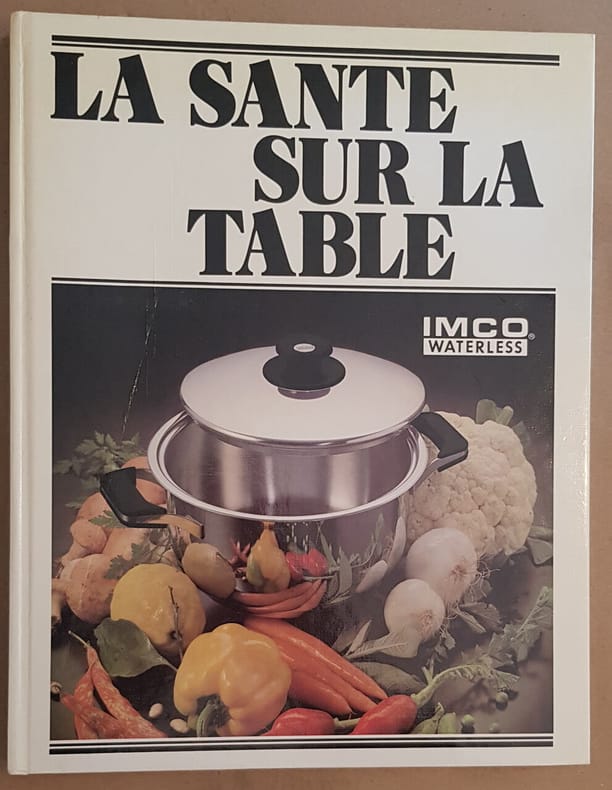 LA SANTE
SUR LA
TABLE
IMCO®
WATERLESS